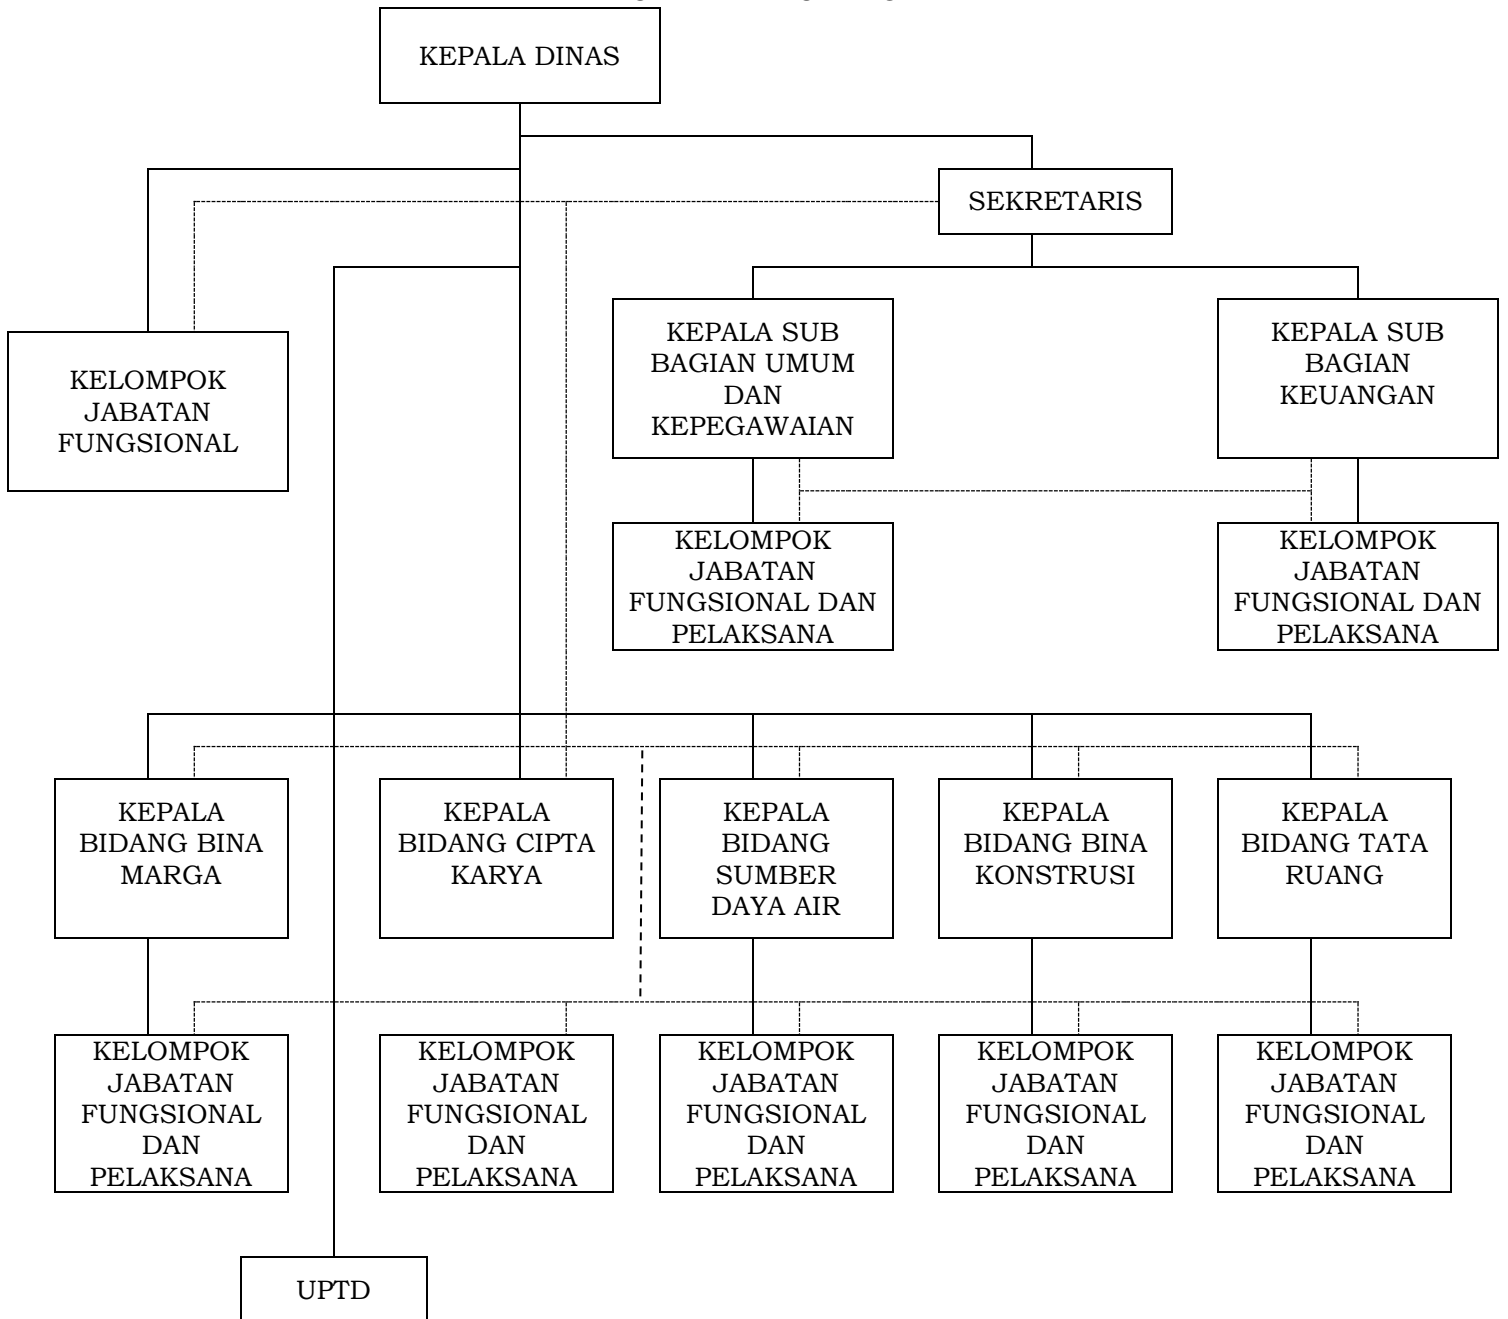 KEPALA DINAS
SEKRETARIS
KELOMPOK
JABATAN
FUNGSIONAL
KEPALA SUB
BAGIAN UMUM
DAN
KEPEGAWAIAN
KEPALA SUB
BAGIAN
KEUANGAN
KELOMPOK
JABATAN
FUNGSIONAL DAN
PELAKSANA
KELOMPOK
JABATAN
FUNGSIONAL DAN
PELAKSANA
KEPALA
BIDANG BINA
MARGA
KEPALA
BIDANG CIPTA
KARYA
KEPALA
BIDANG
SUMBER
DAYA AIR
KEPALA
BIDANG BINA
KONSTRUSI
KEPALA
BIDANG TATA
RUANG
KELOMPOK
JABATAN
FUNGSIONAL
DAN
PELAKSANA
KELOMPOK
JABATAN
FUNGSIONAL
DAN
PELAKSANA
KELOMPOK
JABATAN
FUNGSIONAL
DAN
PELAKSANA
KELOMPOK
JABATAN
FUNGSIONAL
DAN
PELAKSANA
KELOMPOK
JABATAN
FUNGSIONAL
DAN
PELAKSANA
UPTD